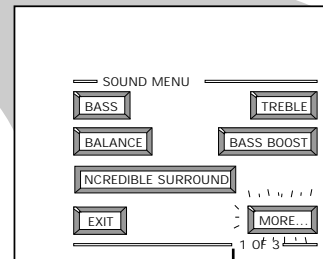 SOUND MENU
BASS TREBLE
BALANCE BASS BOOST
NCREDIBLE SURROUND
EXIT MORE...
1 OF 3